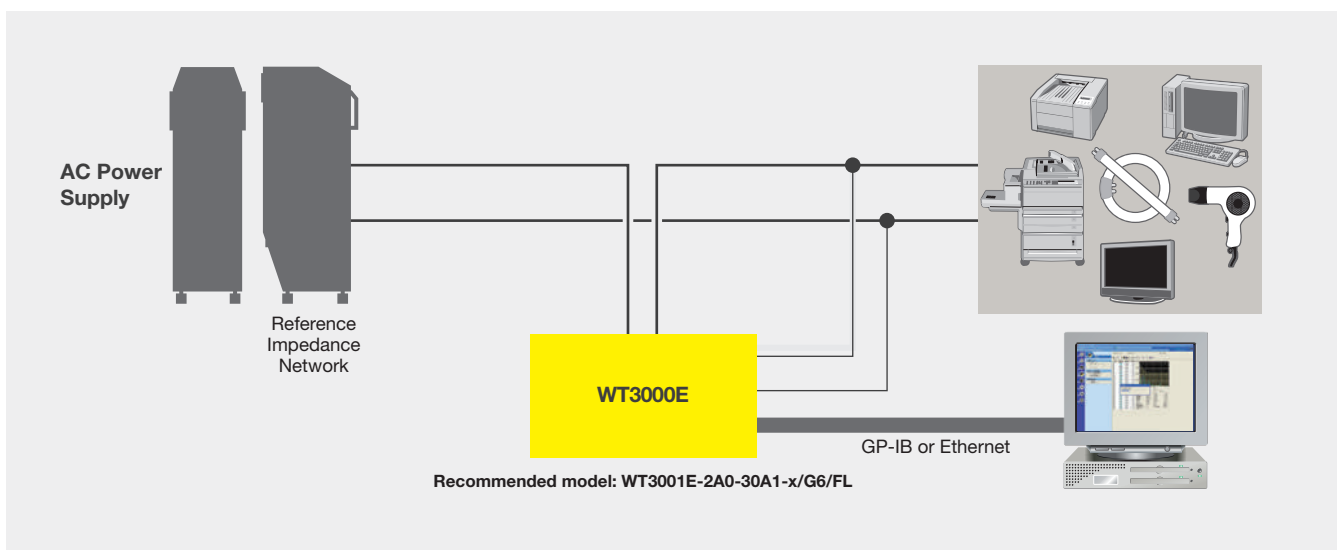 AC Power
Supply
Reference
Impedance
Network
WT3000E
GP-IB or Ethernet
Recommended model: WT3001E-2A0-30A1-x/G6/FL